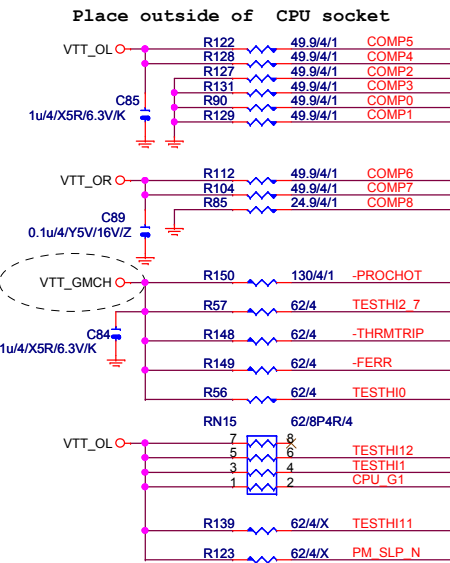 Place outside of CPU socket
VTT_OL
R122 49.9/4/1 COMP5
R128 49.9/4/1 COMP4
R127 49.9/4/1 COMP2
R131 49.9/4/1 COMP3
R90 49.9/4/1 COMP0
R129 49.9/4/1 COMP1
C85
1u/4/X5R/6.3V/K
VTT_OR
R112 49.9/4/1 COMP6
R104 49.9/4/1 COMP7
R85 24.9/4/1 COMP8
C89
0.1u/4/Y5V/16V/Z
VTT_GMCH
R150 130/4/1 -PROCHOT
R57 62/4 TESTHI2_7
C84
1u/4/X5R/6.3V/K
R148 62/4 -THRMTRIP
R149 62/4 -FERR
R56 62/4 TESTHI0
RN15 62/8P4R/4
VTT_OL
7 8
5 6 TESTHI12
3 4 TESTHI1
1 2 CPU_G1
R139 62/4/X TESTHI11
R123 62/4/X PM_SLP_N